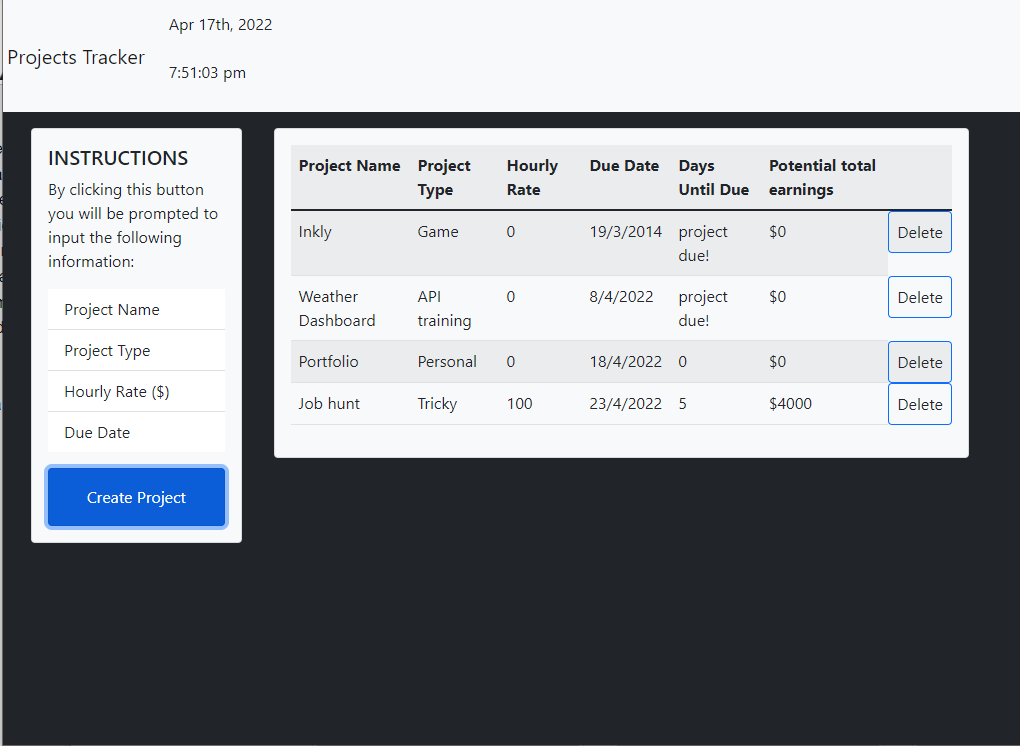 Apr 17th, 2022
Projects Tracker
7:51:03 pm
INSTRUCTIONS
By clicking this button
you will be prompted to
input the following
information:
Project Name
Project Type
Hourly Rate ($)
Due Date
Create Project
Project Name Project Type Hourly Rate Due Date Days Until Due Potential total earnings
Inkly Game 0 19/3/2014 project due! $0 Delete
Weather Dashboard API training 0 8/4/2022 project due! $0 Delete
Portfolio Personal 0 18/4/2022 0 $0 Delete
Job hunt Tricky 100 23/4/2022 5 $4000 Delete